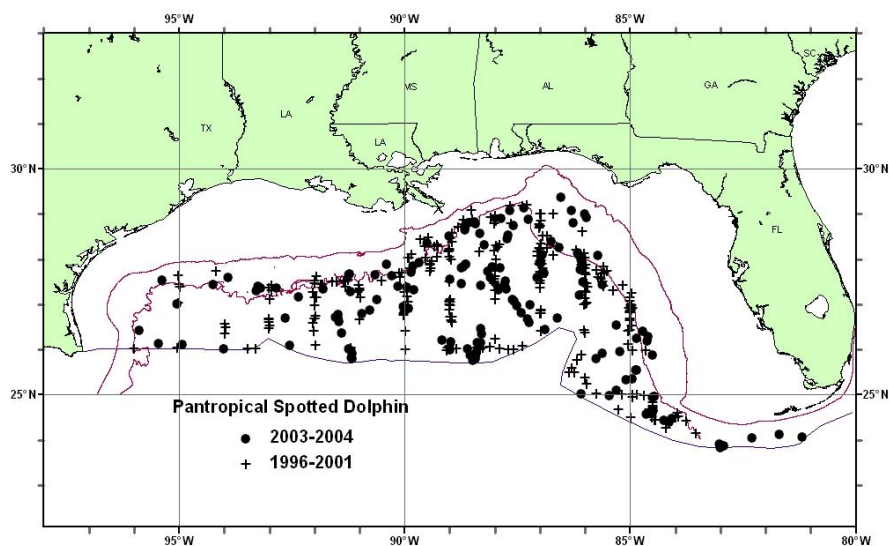 95°W 90°W 85°W
SC
TX LA MS AL GA
LA
30°N 30°N
FL
25°N 25°N
Pantropical Spotted Dolphin
2003-2004
1996-2001
95°W 90°W 85°W 80°W